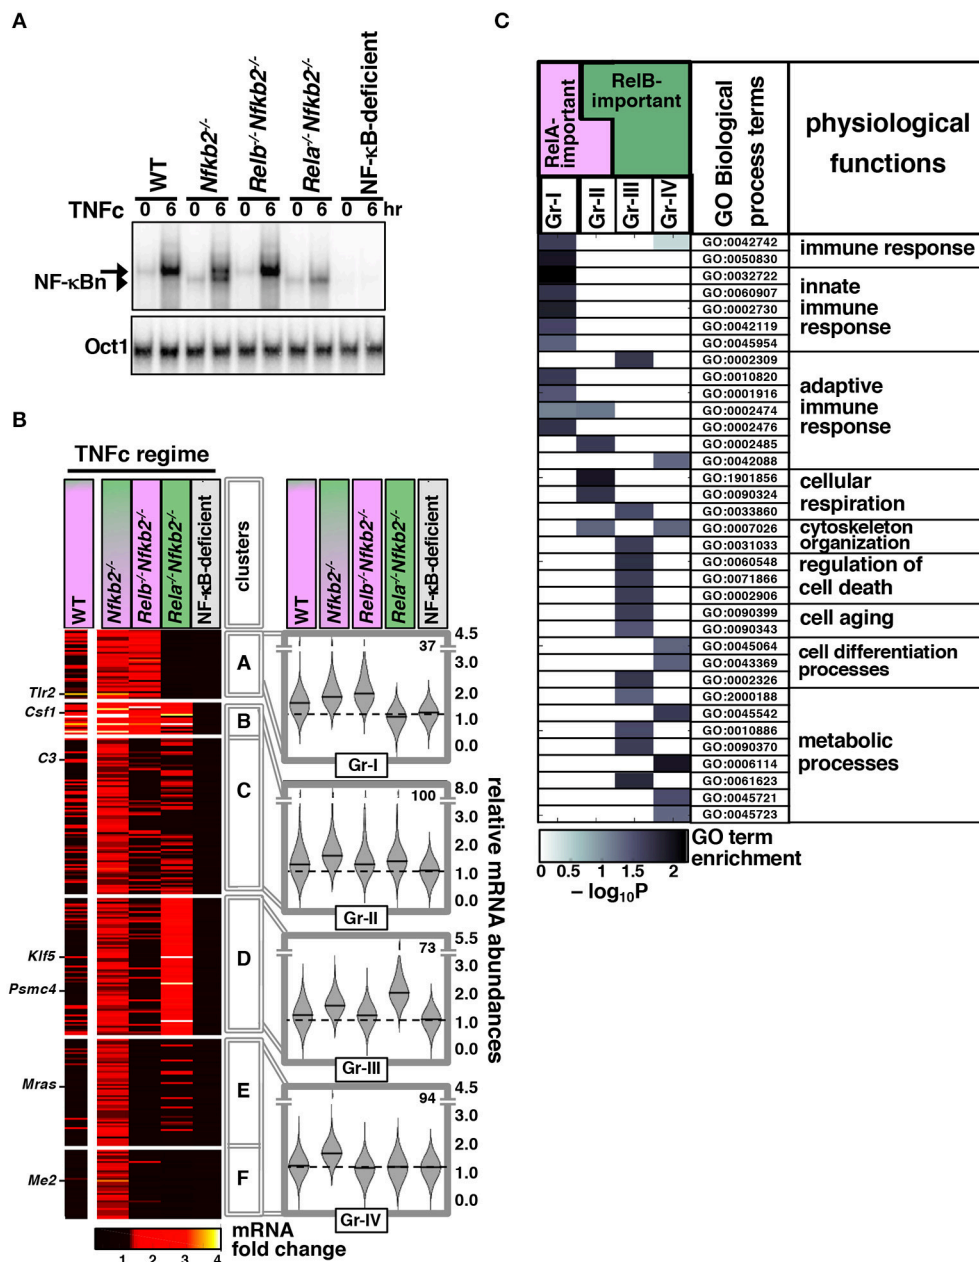 A
WT
Nfkb2-/-
Relb-/-Nfkb2-/-
Rela-/-Nfkb2-/-
NF-κB-deficient
TNFc 0 6 0 6 0 6 0 6 0 6 hr
NF-κBn
Oct1
B
TNFc regime
WT
Nfkb2-/-
Relb-/-Nfkb2-/-
Rela-/-Nfkb2-/-
NF-κB-deficient
clusters
WT
Nfkb2-/-
Relb-/-Nfkb2-/-
Rela-/-Nfkb2-/-
NF-κB-deficient
Tlr2
Csf1
C3
Klf5
Psmc4
Mras
Me2
A
B
C
D
E
F
37
4.5
3.0
2.0
1.0
0.0
Gr-I
100
8.0
3.0
2.0
1.0
0.0
Gr-II
73
5.5
3.0
2.0
1.0
0.0
Gr-III
94
4.5
3.0
2.0
1.0
0.0
Gr-IV
relative mRNA abundances
1 2 3 4
mRNA
fold change
C
RelA-
important
RelB-
important
Gr-I
Gr-II
Gr-III
Gr-IV
GO Biological
process terms
physiological
functions
GO:0042742
GO:0050830
immune response
GO:0032722
GO:0060907
GO:0002730
GO:0042119
GO:0045954
innate
immune
response
GO:0002309
GO:0010820
GO:0001916
GO:0002474
GO:0002476
GO:0002485
GO:0042088
adaptive
immune
response
GO:1901856
GO:0090324
GO:0033860
cellular
respiration
GO:0007026
GO:0031033
cytoskeleton
organization
GO:0060548
GO:0071866
GO:0002906
regulation of
cell death
GO:0090399
GO:0090343
cell aging
GO:0045064
GO:0043369
GO:0002326
cell differentiation
processes
GO:2000188
GO:0045542
GO:0010886
GO:0090370
GO:0006114
GO:0061623
GO:0045721
GO:0045723
metabolic
processes
GO term
enrichment
0 0.5 1 1.5 2
− log10P